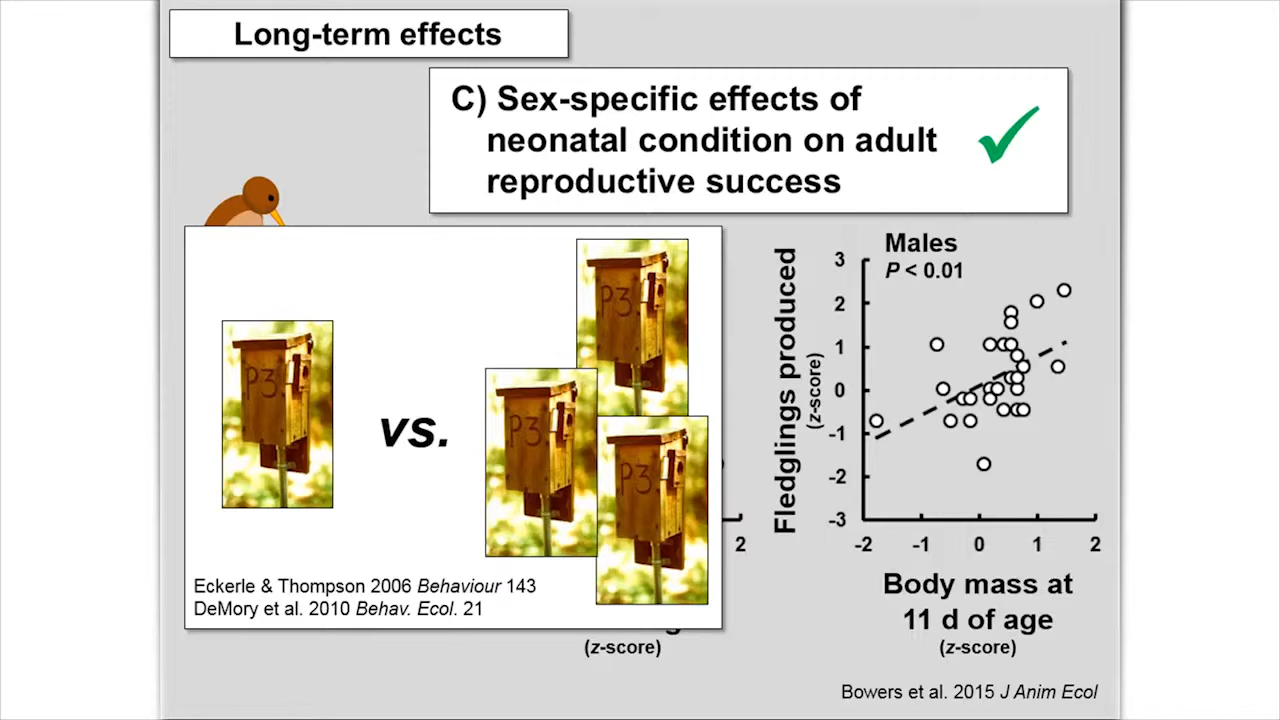 Long-term effects
C) Sex-specific effects of
neonatal condition on adult
reproductive success
P3
P3
P3
P3
vs.
Eckerle & Thompson 2006 Behaviour 143
DeMory et al. 2010 Behav. Ecol. 21
2
(z-score)
Males
P < 0.01
Fledglings produced
(z-score)
3
2
1
0
-1
-2
-3
-2 -1 0 1 2
Body mass at
11 d of age
(z-score)
Bowers et al. 2015 J Anim Ecol